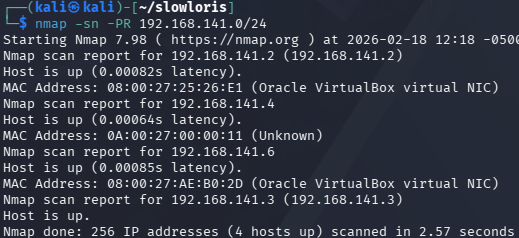 ┌──(kali㉿kali)-[~/slowloris]
└─$ nmap -sn -PR 192.168.141.0/24
Starting Nmap 7.98 ( https://nmap.org ) at 2026-02-18 12:18 -0500
Nmap scan report for 192.168.141.2 (192.168.141.2)
Host is up (0.00082s latency).
MAC Address: 08:00:27:25:26:E1 (Oracle VirtualBox virtual NIC)
Nmap scan report for 192.168.141.4
Host is up (0.00064s latency).
MAC Address: 0A:00:27:00:00:11 (Unknown)
Nmap scan report for 192.168.141.6
Host is up (0.00085s latency).
MAC Address: 08:00:27:AE:B0:2D (Oracle VirtualBox virtual NIC)
Nmap scan report for 192.168.141.3 (192.168.141.3)
Host is up.
Nmap done: 256 IP addresses (4 hosts up) scanned in 2.57 seconds